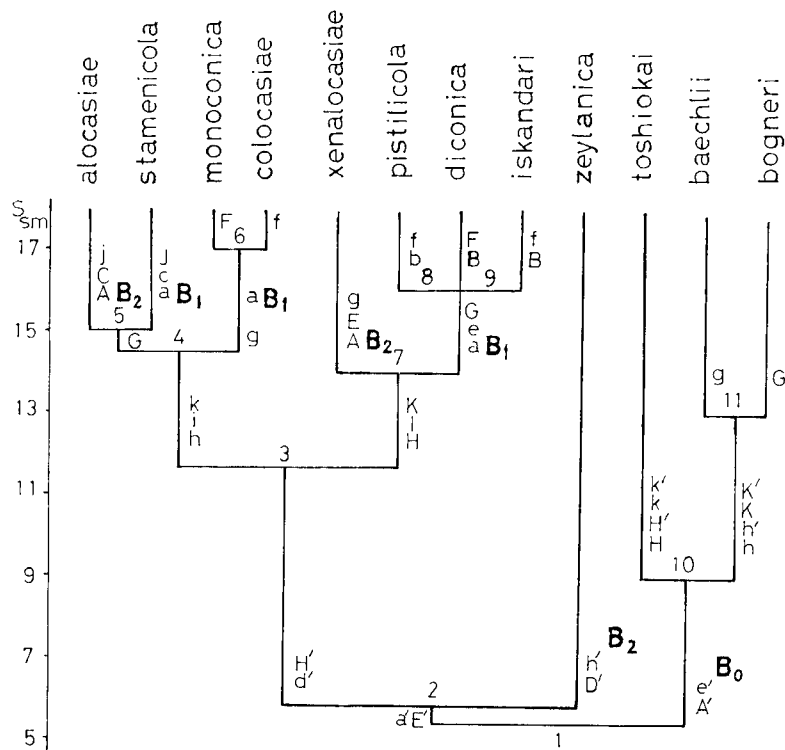 alocasiae
stamenicola
monoconica
colocasiae
xenalocasiae
pistilicola
diconica
iskandari
zeylanica
toshiokai
baechlii
bogneri
Ssm
17
15
13
11
9
7
5
F
f
6
j
C
A B2
J
c
a B1
a B1
5
G
4
g
f
b
F
B
f
B
8
9
g
E
A B2
G
e
a B1
7
k
i
h
K
I
H
3
g
G
11
k'
k
H'
H
K'
K
h'
h
10
H'
d'
h'
D'
B2
2
a'E'
e'
A'
B0
1